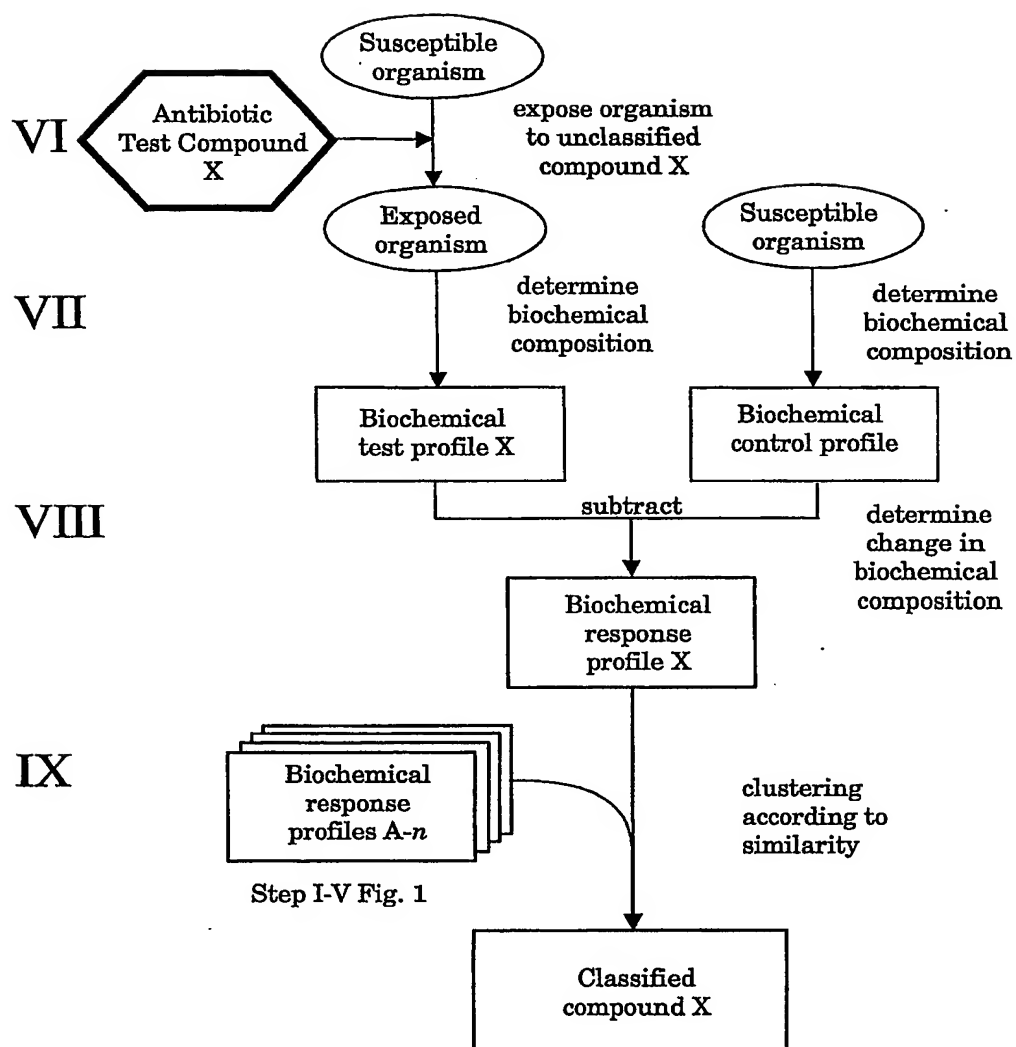 Susceptible
organism
VI
Antibiotic
Test Compound
X
expose organism
to unclassified
compound X
Exposed
organism
Susceptible
organism
VII
determine
biochemical
composition
determine
biochemical
composition
Biochemical
test profile X
Biochemical
control profile
VIII
subtract
determine
change in
biochemical
composition
Biochemical
response
profile X
IX
Biochemical
response
profiles A-n
clustering
according to
similarity
Step I-V Fig. 1
Classified
compound X